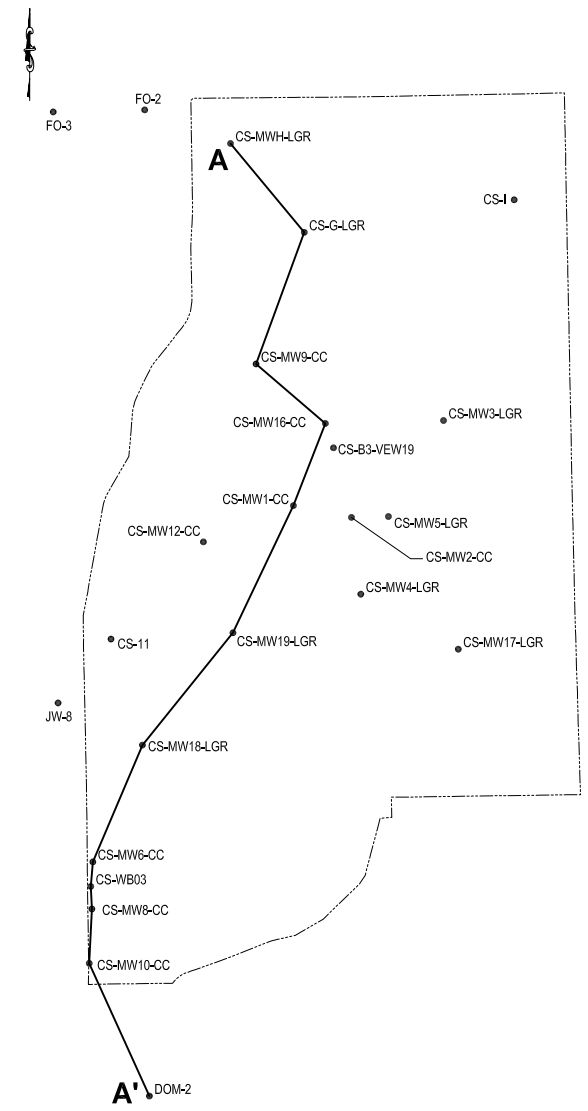 FO-2
FO-3
CS-MWH-LGR
A
CS-I
CS-G-LGR
CS-MW9-CC
CS-MW16-CC
CS-MW3-LGR
CS-B3-VEW19
CS-MW1-CC
CS-MW5-LGR
CS-MW12-CC
CS-MW2-CC
CS-MW4-LGR
CS-11
CS-MW19-LGR
CS-MW17-LGR
JW-8
CS-MW18-LGR
CS-MW6-CC
CS-WB03
CS-MW8-CC
CS-MW10-CC
A'
DOM-2